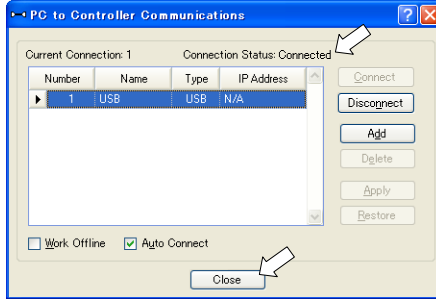 PC to Controller Communications
Current Connection: 1 Connection Status: Connected
Number Name Type IP Address
1 USB USB N/A
Connect
Disconnect
Add
Delete
Apply
Restore
Work Offline Auto Connect
Close